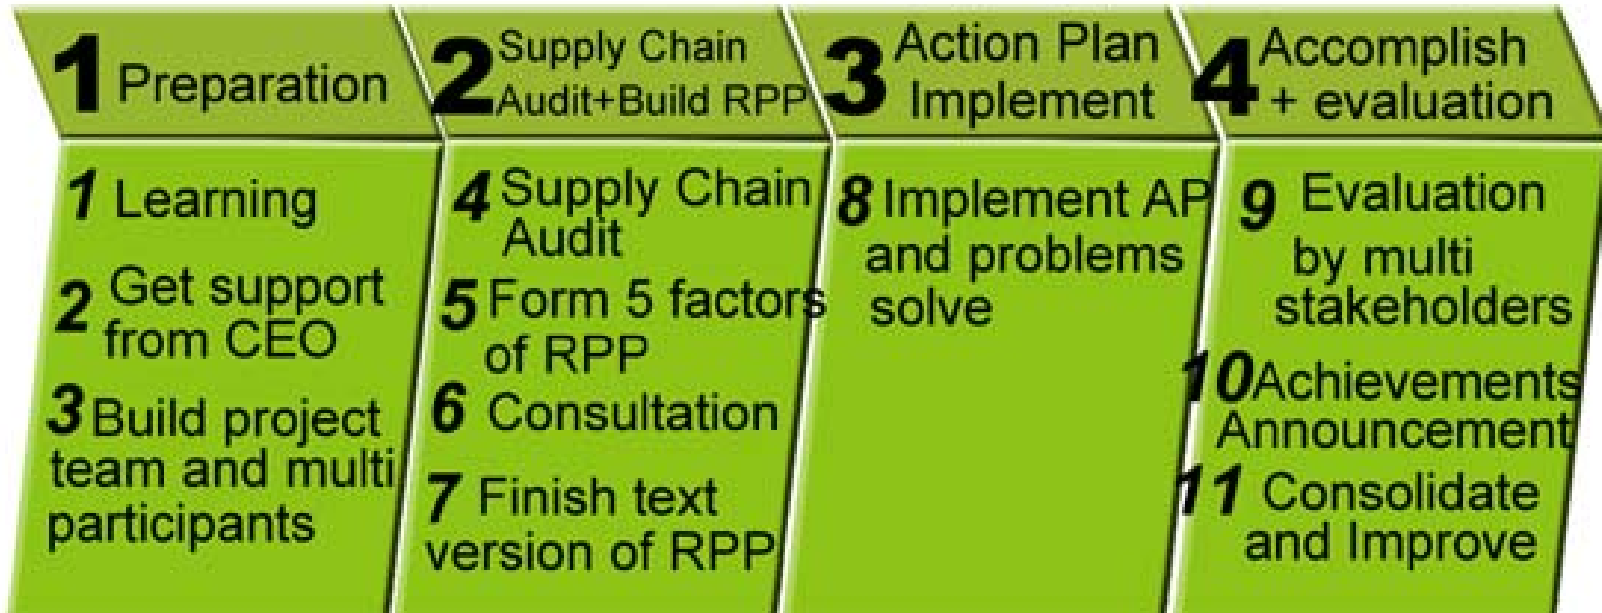 1 Preparation
2 Supply Chain
Audit+Build RPP
3 Action Plan
Implement
4 Accomplish
+ evaluation
1 Learning
2 Get support
from CEO
3 Build project
team and multi
participants
4 Supply Chain
Audit
5 Form 5 factors
of RPP
6 Consultation
7 Finish text
version of RPP
8 Implement AP
and problems
solve
9 Evaluation
by multi
stakeholders
10 Achievements
Announcement
11 Consolidate
and Improve